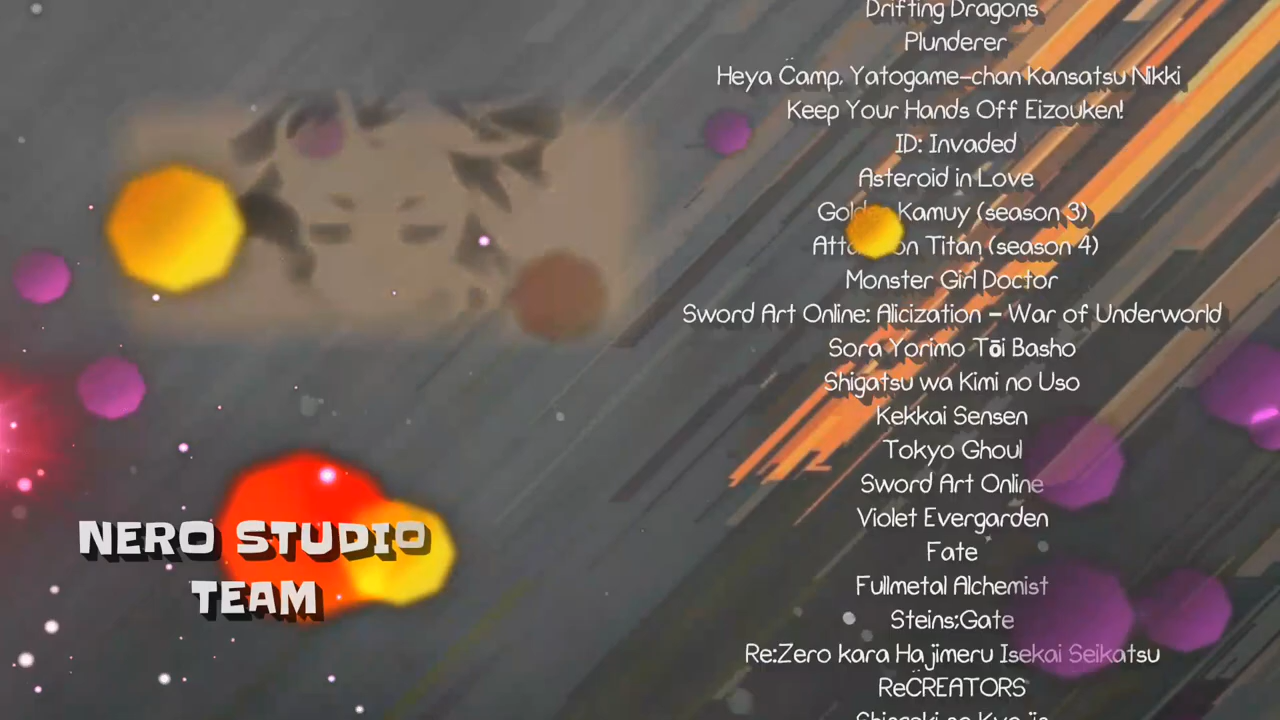 Drifting Dragons
Plunderer
Heya Camp, Yatogame-chan Kansatsu Nikki
Keep Your Hands Off Eizouken!
ID: Invaded
Asteroid in Love
Golden Kamuy (season 3)
Attack on Titan (season 4)
Monster Girl Doctor
Sword Art Online: Alicization – War of Underworld
Sora Yorimo Tōi Basho
Shigatsu wa Kimi no Uso
Kekkai Sensen
Tokyo Ghoul
Sword Art Online
Violet Evergarden
Fate
Fullmetal Alchemist
Steins;Gate
Re:Zero kara Hajimeru Isekai Seikatsu
ReCREATORS
NERO STUDIO
TEAM